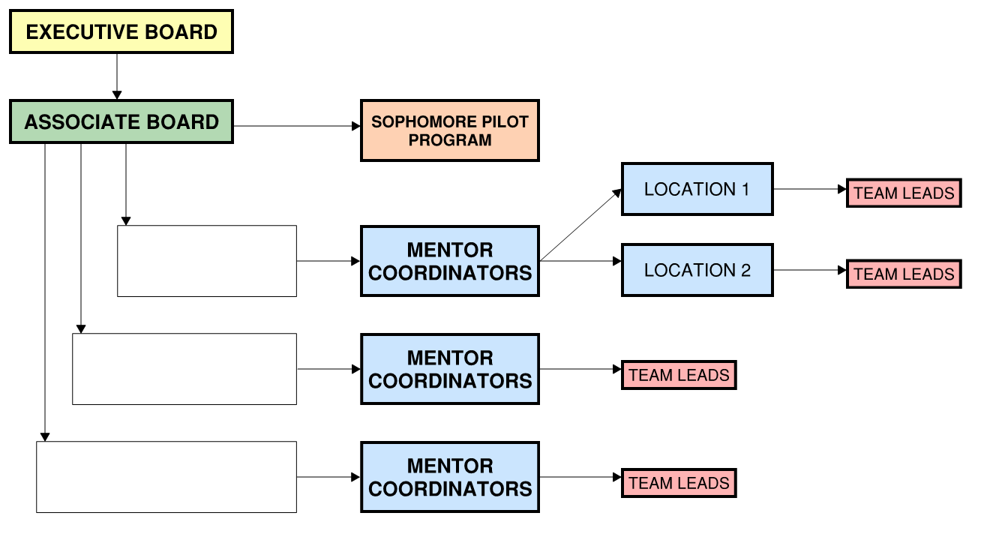 EXECUTIVE BOARD
ASSOCIATE BOARD
SOPHOMORE PILOT
PROGRAM
LOCATION 1
TEAM LEADS
MENTOR
COORDINATORS
LOCATION 2
TEAM LEADS
MENTOR
COORDINATORS
TEAM LEADS
MENTOR
COORDINATORS
TEAM LEADS